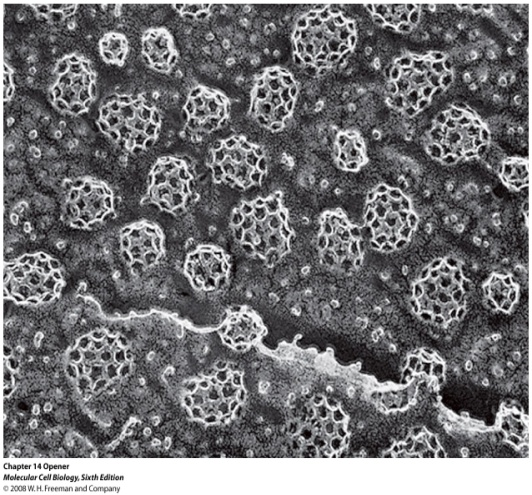 Chapter 14 Opener
Molecular Cell Biology, Sixth Edition
© 2008 W. H. Freeman and Company